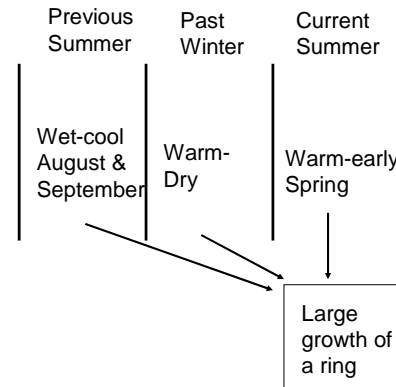 Previous
Summer
Past
Winter
Current
Summer
Wet-cool
August &
September
Warm-
Dry
Warm-early
Spring
Large
growth of
a ring